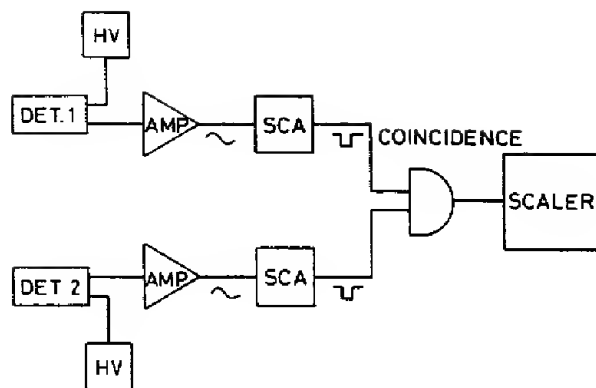 HV
DET.1
AMP
SCA
COINCIDENCE
SCALER
DET 2
AMP
SCA
HV